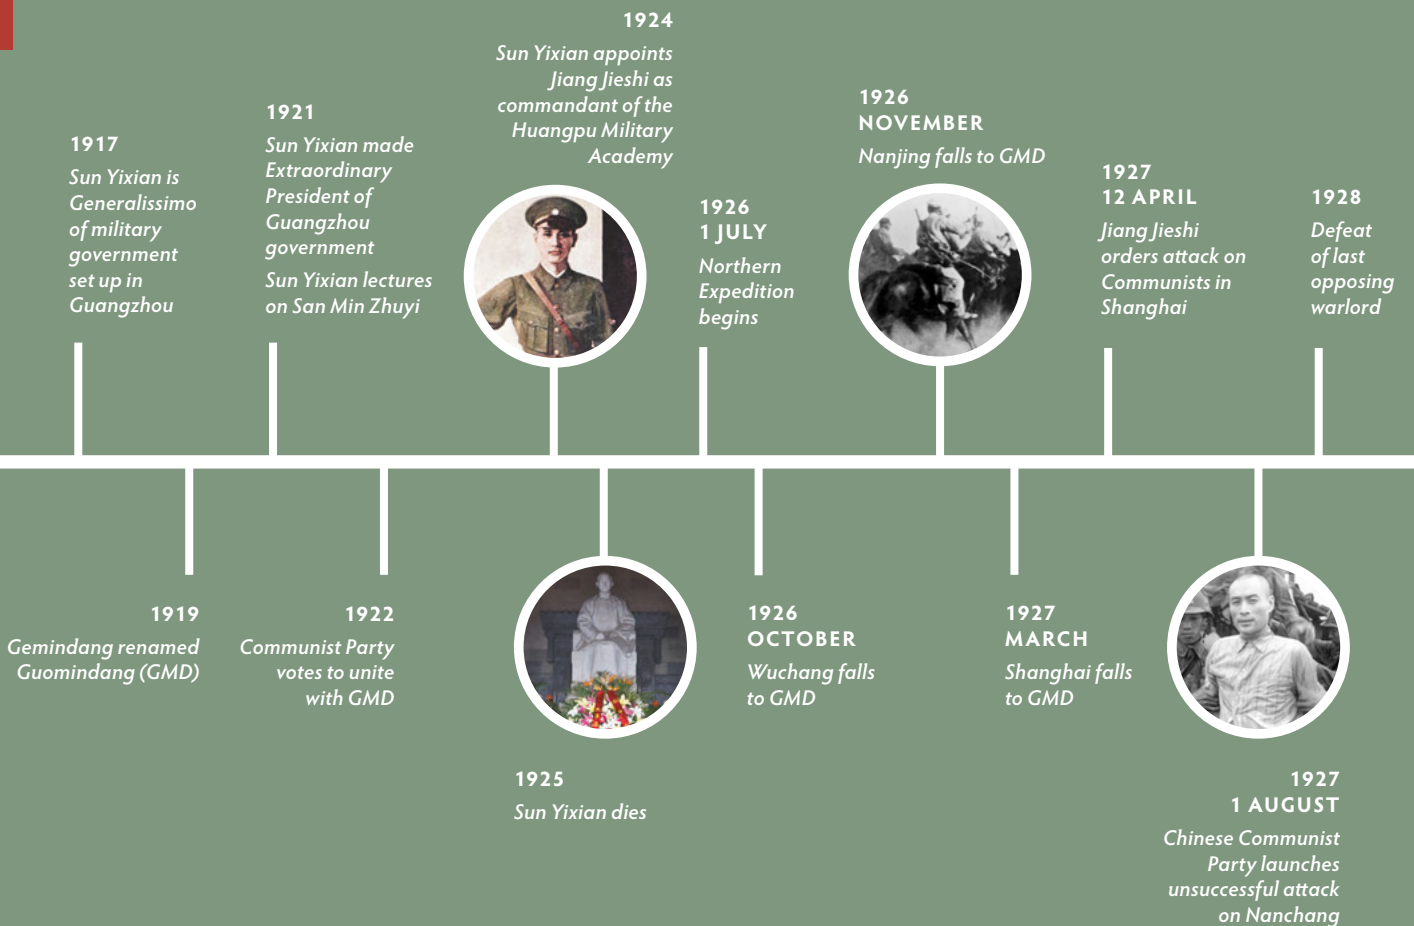 1917
Sun Yixian is
Generalissimo
of military
government
set up in
Guangzhou
1919
Gemindang renamed
Guomindang (GMD)
1921
Sun Yixian made
Extraordinary
President of
Guangzhou
government
Sun Yixian lectures
on San Min Zhuyi
1922
Communist Party
votes to unite
with GMD
1924
Sun Yixian appoints
Jiang Jieshi as
commandant of the
Huangpu Military
Academy
1925
Sun Yixian dies
1926
1 JULY
Northern
Expedition
begins
1926
OCTOBER
Wuchang falls
to GMD
1926
NOVEMBER
Nanjing falls to GMD
1927
MARCH
Shanghai falls
to GMD
1927
12 APRIL
Jiang Jieshi
orders attack on
Communists in
Shanghai
1927
1 AUGUST
Chinese Communist
Party launches
unsuccessful attack
on Nanchang
1928
Defeat
of last
opposing
warlord